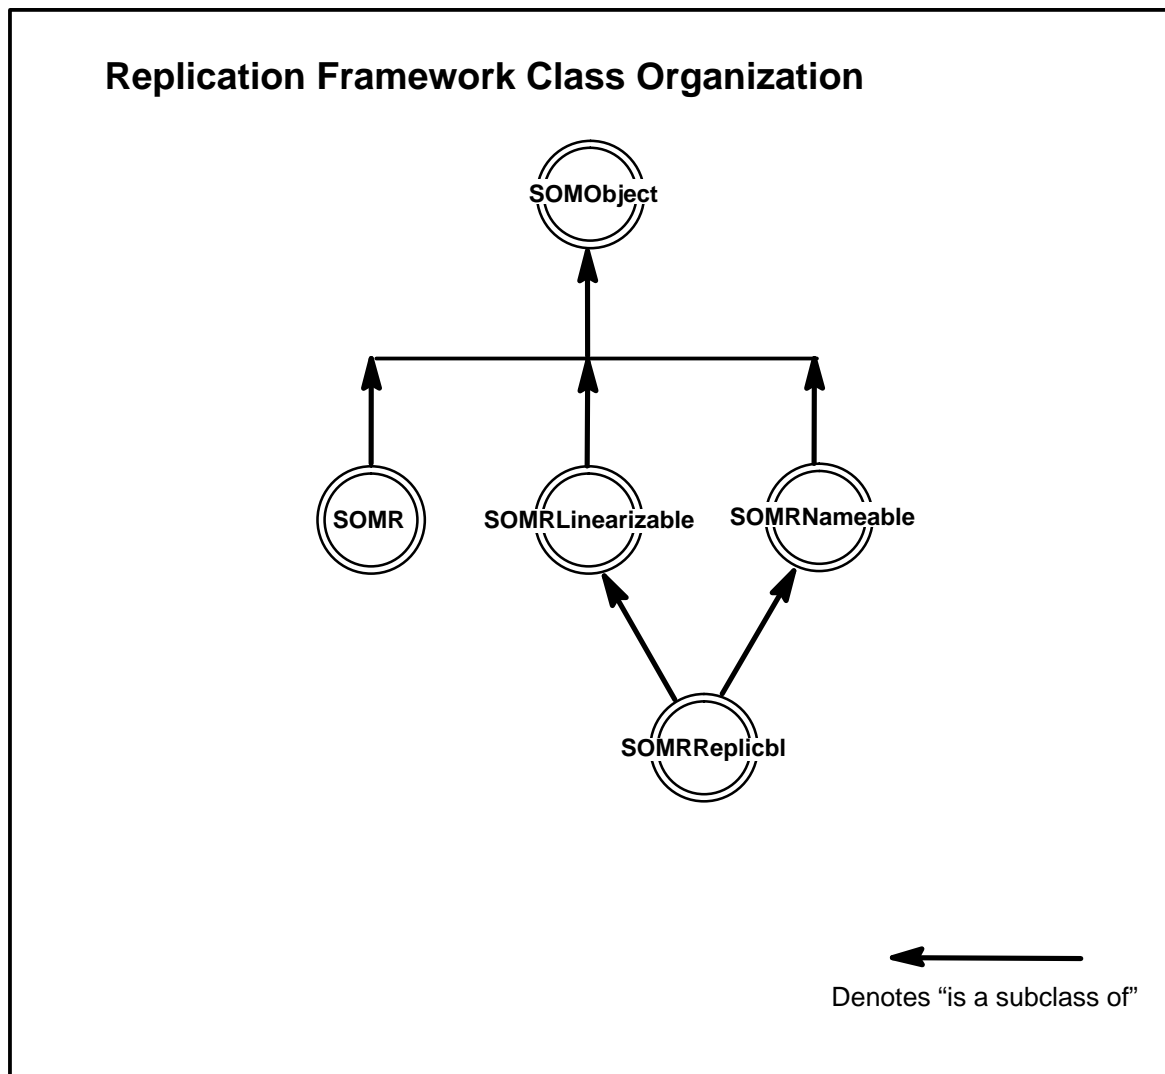 Replication Framework Class Organization
SOMObject
SOMR
SOMRLinearizable
SOMRNameable
SOMRReplicbl
Denotes “is a subclass of”